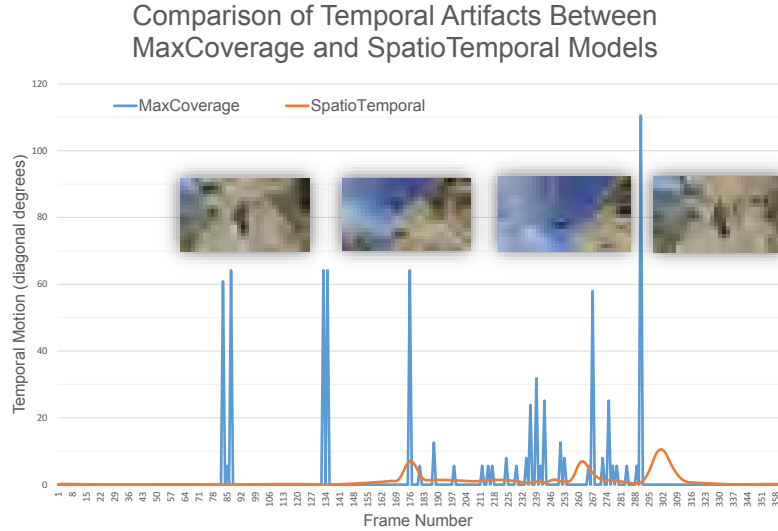 Comparison of Temporal Artifacts Between
MaxCoverage and SpatioTemporal Models
120
MaxCoverage
SpatioTemporal
100
80
60
40
20
0
Temporal Motion (diagonal degrees)
1 8 15 22 29 36 43 50 57 64 71 78 85 92 99 106 113 120 127 134 141 148 155 162 169 176 183 190 197 204 211 218 225 232 239 246 253 260 267 274 281 288 295 302 309 316 323 330 337 344 351 358
Frame Number